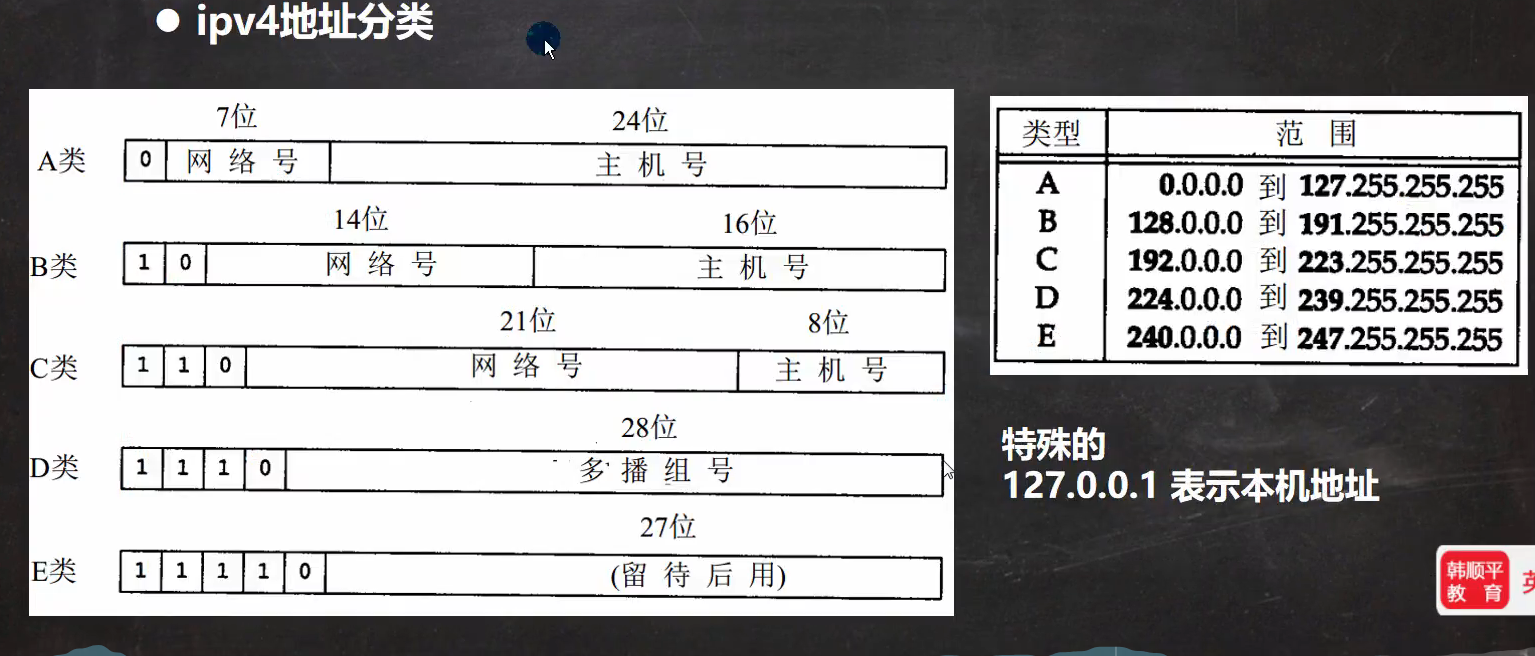 ● ipv4地址分类
7位 24位
A类 0 网络号 主机号
14位 16位
B类 1 0 网络号 主机号
21位 8位
C类 1 1 0 网络号 主机号
28位
D类 1 1 1 0 多播组号
27位
E类 1 1 1 1 0 (留待后用)
类型 范围
A 0.0.0.0 到 127.255.255.255
B 128.0.0.0 到 191.255.255.255
C 192.0.0.0 到 223.255.255.255
D 224.0.0.0 到 239.255.255.255
E 240.0.0.0 到 247.255.255.255
特殊的
127.0.0.1 表示本机地址
韩顺平
教育